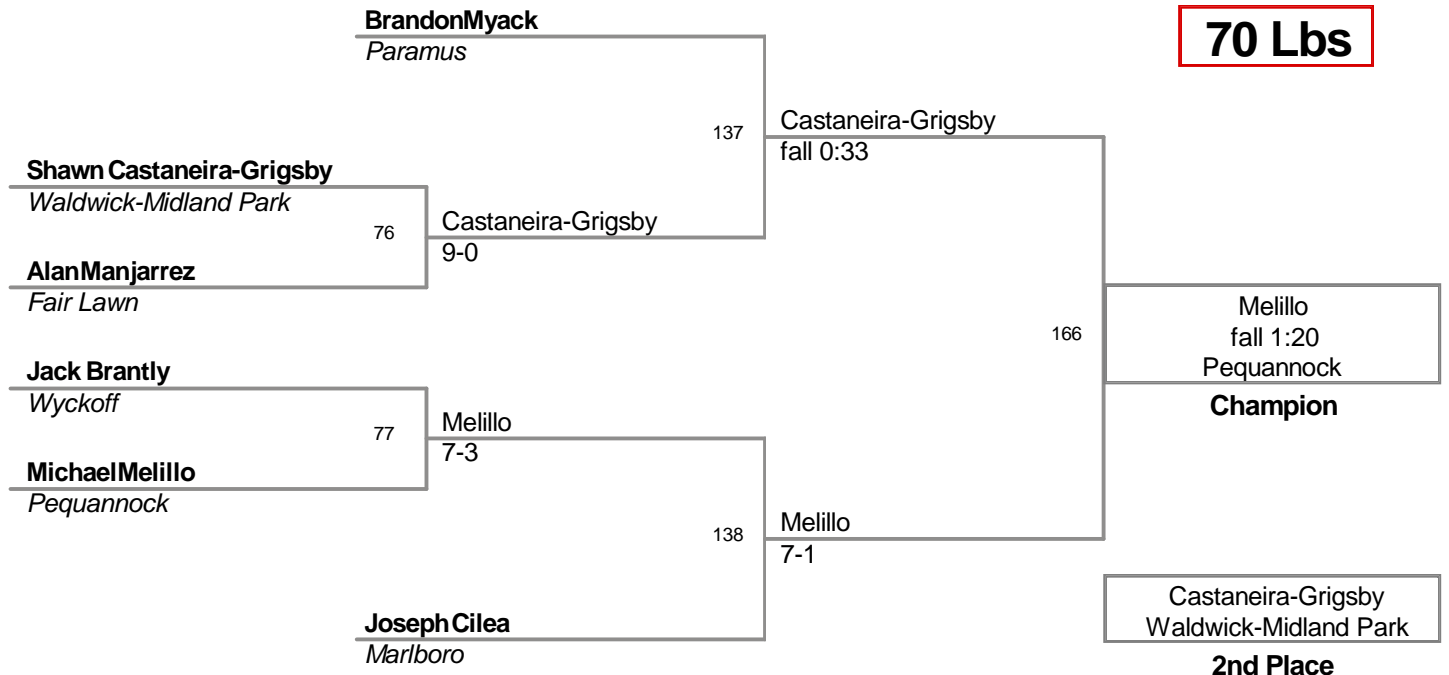 BrandonMyack
Paramus
70 Lbs
137
Castaneira-Grigsby
fall 0:33
Shawn Castaneira-Grigsby
Waldwick-Midland Park
76
Castaneira-Grigsby
9-0
AlanManjarrez
Fair Lawn
166
Melillo
fall 1:20
Pequannock
Champion
Jack Brantly
Wyckoff
77
Melillo
7-3
MichaelMelillo
Pequannock
138
Melillo
7-1
Joseph Cilea
Marlboro
Castaneira-Grigsby
Waldwick-Midland Park
2nd Place